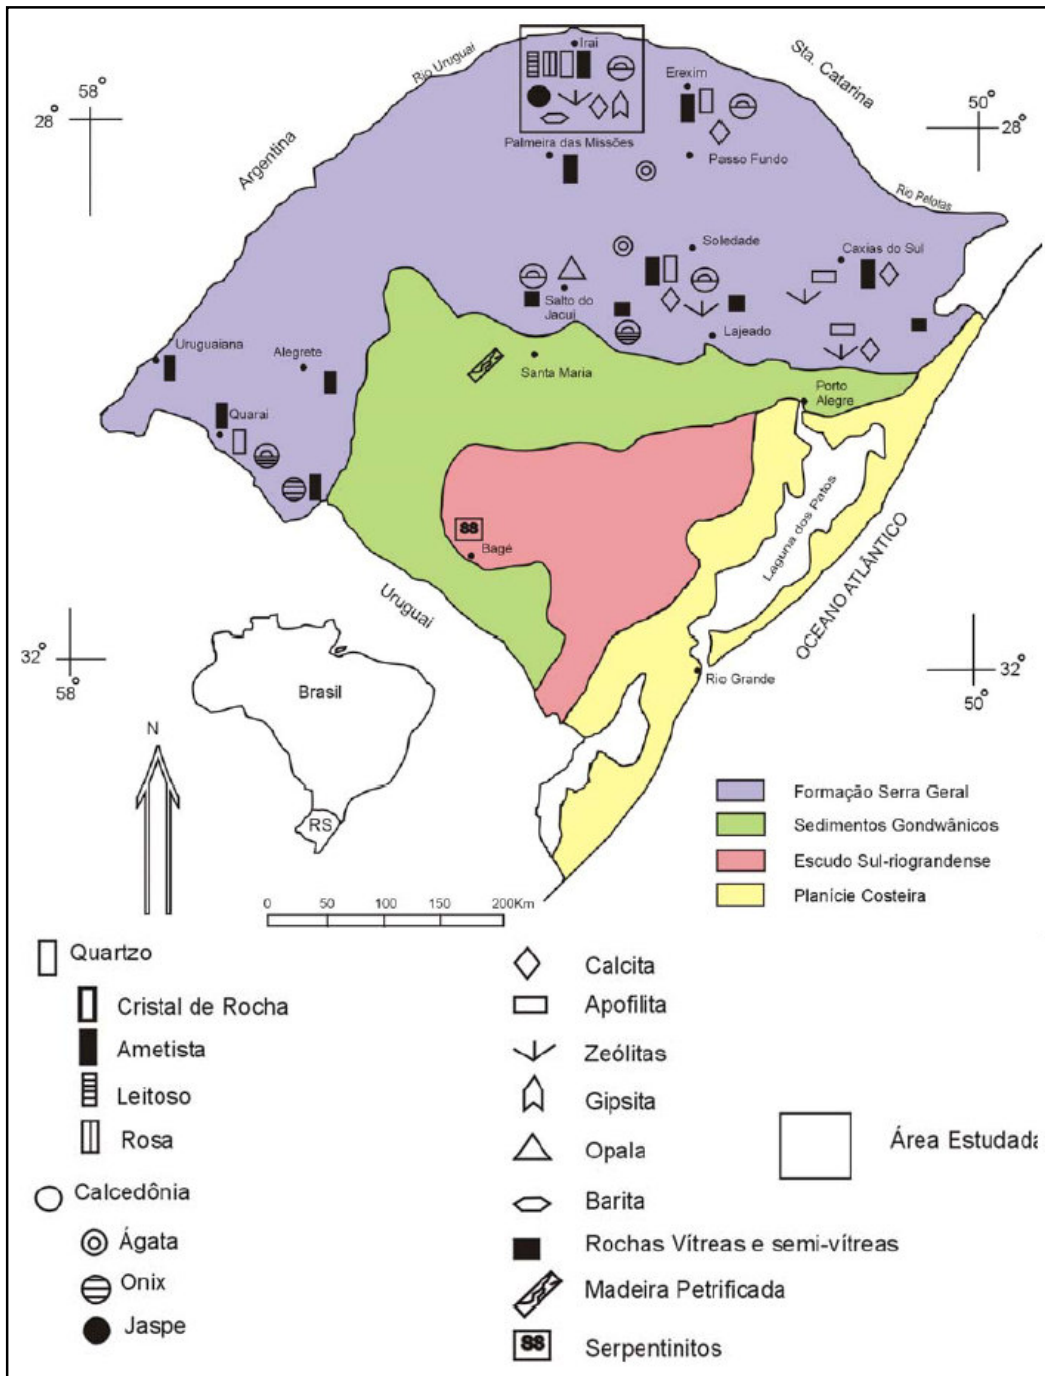 Irai
Rio Uruguai
Sta. Catarina
58°
28°
50°
28°
Erexim
Argentina
Palmeira das Missões
Passo Fundo
Rio Pelotas
Soledade
Caxias do Sul
Salto do
Jacuí
Lajeado
Uruguaiana
Alegrete
Santa Maria
Porto
Alegre
Quarai
Laguna dos Patos
SS
Bagé
OCEANO ATLÂNTICO
Uruguai
32°
58°
32°
50°
Rio Grande
Brasil
N
RS
Formação Serra Geral
Sedimentos Gondwânicos
Escudo Sul-riograndense
Planície Costeira
0 50 100 150 200Km
Quartzo
Cristal de Rocha
Ametista
Leitoso
Rosa
Calcedônia
Ágata
Onix
Jaspe
Calcita
Apofilita
Zeólitas
Gipsita
Opala
Barita
Rochas Vítreas e semi-vítreas
Madeira Petrificada
SS
Serpentinitos
Área Estudada